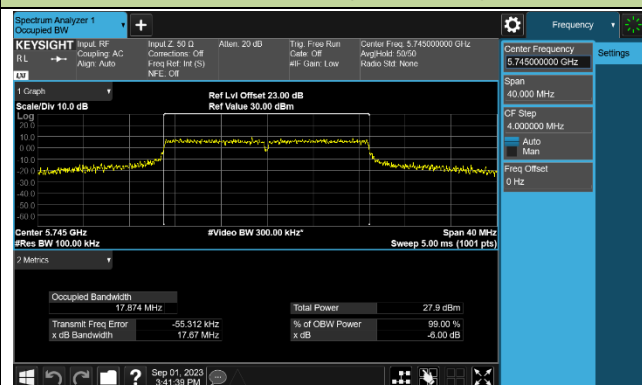 Spectrum Analyzer 1
Occupied BW
Frequency
KEYSIGHT Input: RF Input Z: 50 Ω Atten: 20 dB Trig: Free Run Center Freq: 5.745000000 GHz
RL Coupling: AC Corrections: Off Gate: Off Avg|Hold: 50/50
Align: Auto Freq Ref: Int (S) #IF Gain: Low Radio Std: None
LXI NFE: Off
Center Frequency
5.745000000 GHz
Settings
Span
40.000 MHz
CF Step
4.000000 MHz
Auto
Man
Freq Offset
0 Hz
1 Graph
Ref Lvl Offset 23.00 dB
Scale/Div 10.0 dB Ref Value 30.00 dBm
Log
20.0
10.0
0.00
-10.0
-20.0
-30.0
-40.0
-50.0
-60.0
Center 5.745 GHz #Video BW 300.00 kHz* Span 40 MHz
#Res BW 100.00 kHz Sweep 5.00 ms (1001 pts)
2 Metrics
Occupied Bandwidth
17.874 MHz Total Power 27.9 dBm
Transmit Freq Error -55.312 kHz % of OBW Power 99.00 %
x dB Bandwidth 17.67 MHz x dB -6.00 dB
Sep 01, 2023
3:41:39 PM